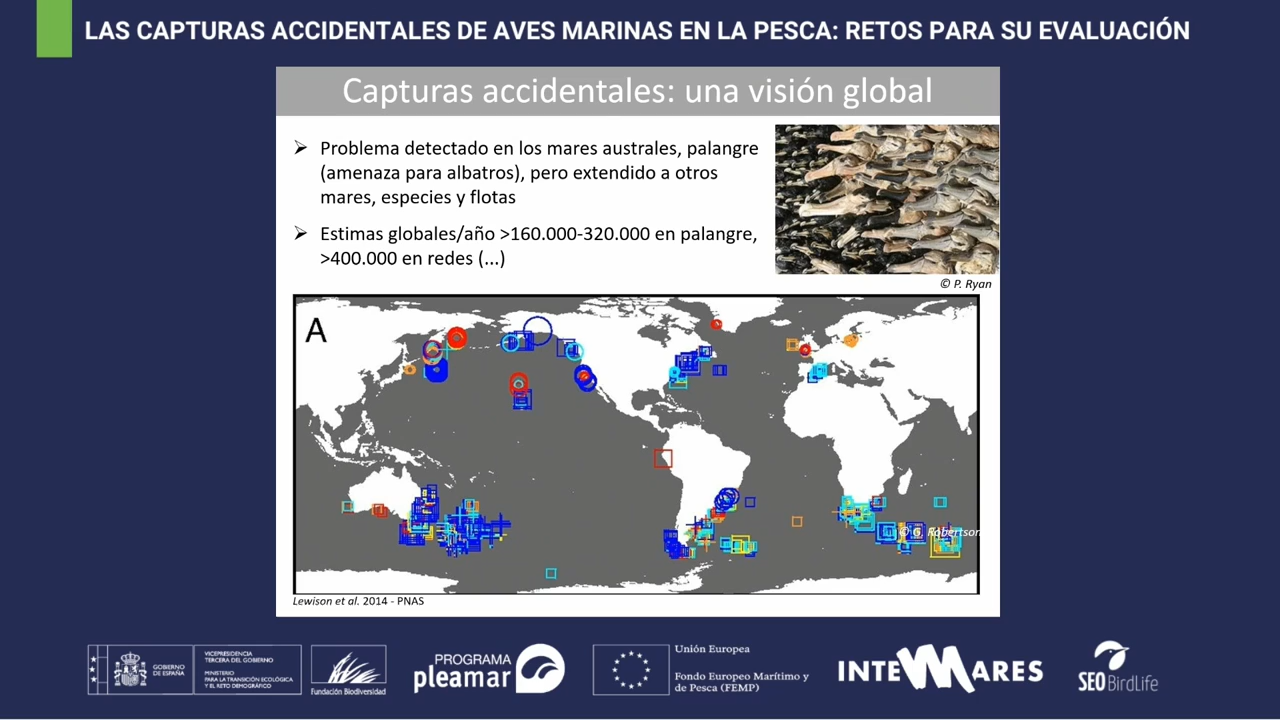 LAS CAPTURAS ACCIDENTALES DE AVES MARINAS EN LA PESCA: RETOS PARA SU EVALUACIÓN
Capturas accidentales: una visión global
Problema detectado en los mares australes, palangre
(amenaza para albatros), pero extendido a otros
mares, especies y flotas
Estimas globales/año >160.000-320.000 en palangre,
>400.000 en redes (...)
© P. Ryan
A
© G. Robertson
Lewison et al. 2014 - PNAS
GOBIERNO
DE ESPAÑA
VICEPRESIDENCIA
TERCERA DEL GOBIERNO
MINISTERIO
PARA LA TRANSICIÓN ECOLÓGICA
Y EL RETO DEMOGRÁFICO
Fundación Biodiversidad
PROGRAMA
pleamar
Unión Europea
Fondo Europeo Marítimo y
de Pesca (FEMP)
INTEMARES
SEO BirdLife